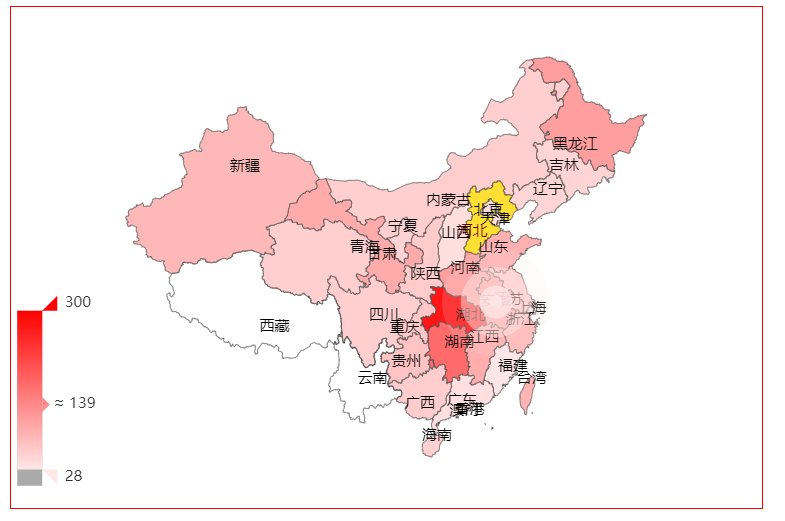 黑龙江
吉林
新疆
辽宁
内蒙古
北京
天津
宁夏
山西
河北
山东
青海
甘肃
河南
陕西
300
上海
四川
湖北
浙江
西藏
重庆
湖南
江西
贵州
福建
云南
台湾
≈ 139
广西
广东
香港
海南
28